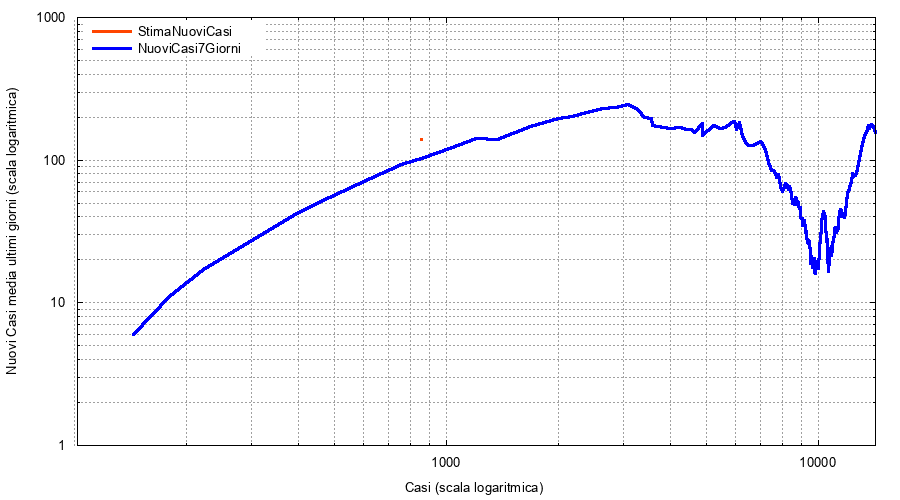 StimaNuoviCasi
NuoviCasi7Giorni
1000
100
10
1
Nuovi Casi media ultimi giorni (scala logaritmica)
1000
10000
Casi (scala logaritmica)